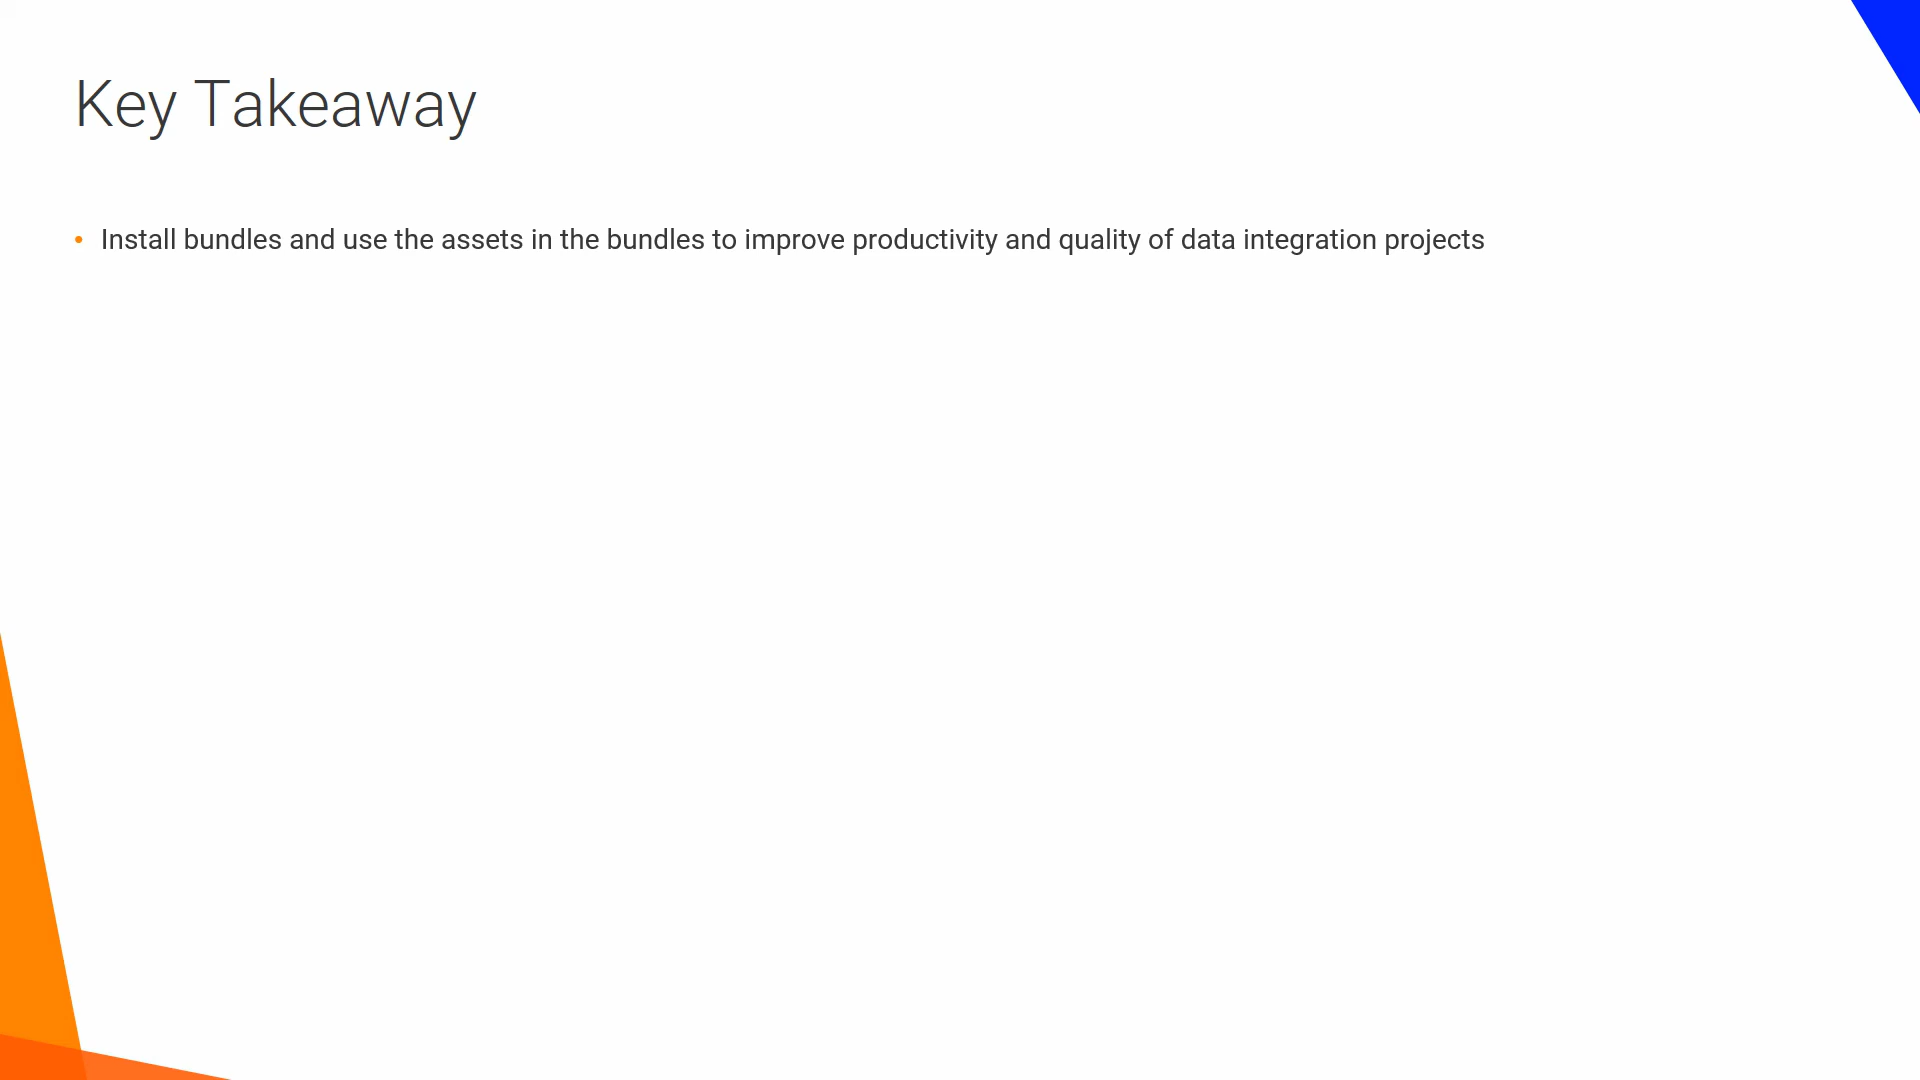 Key Takeaway
• Install bundles and use the assets in the bundles to improve productivity and quality of data integration projects